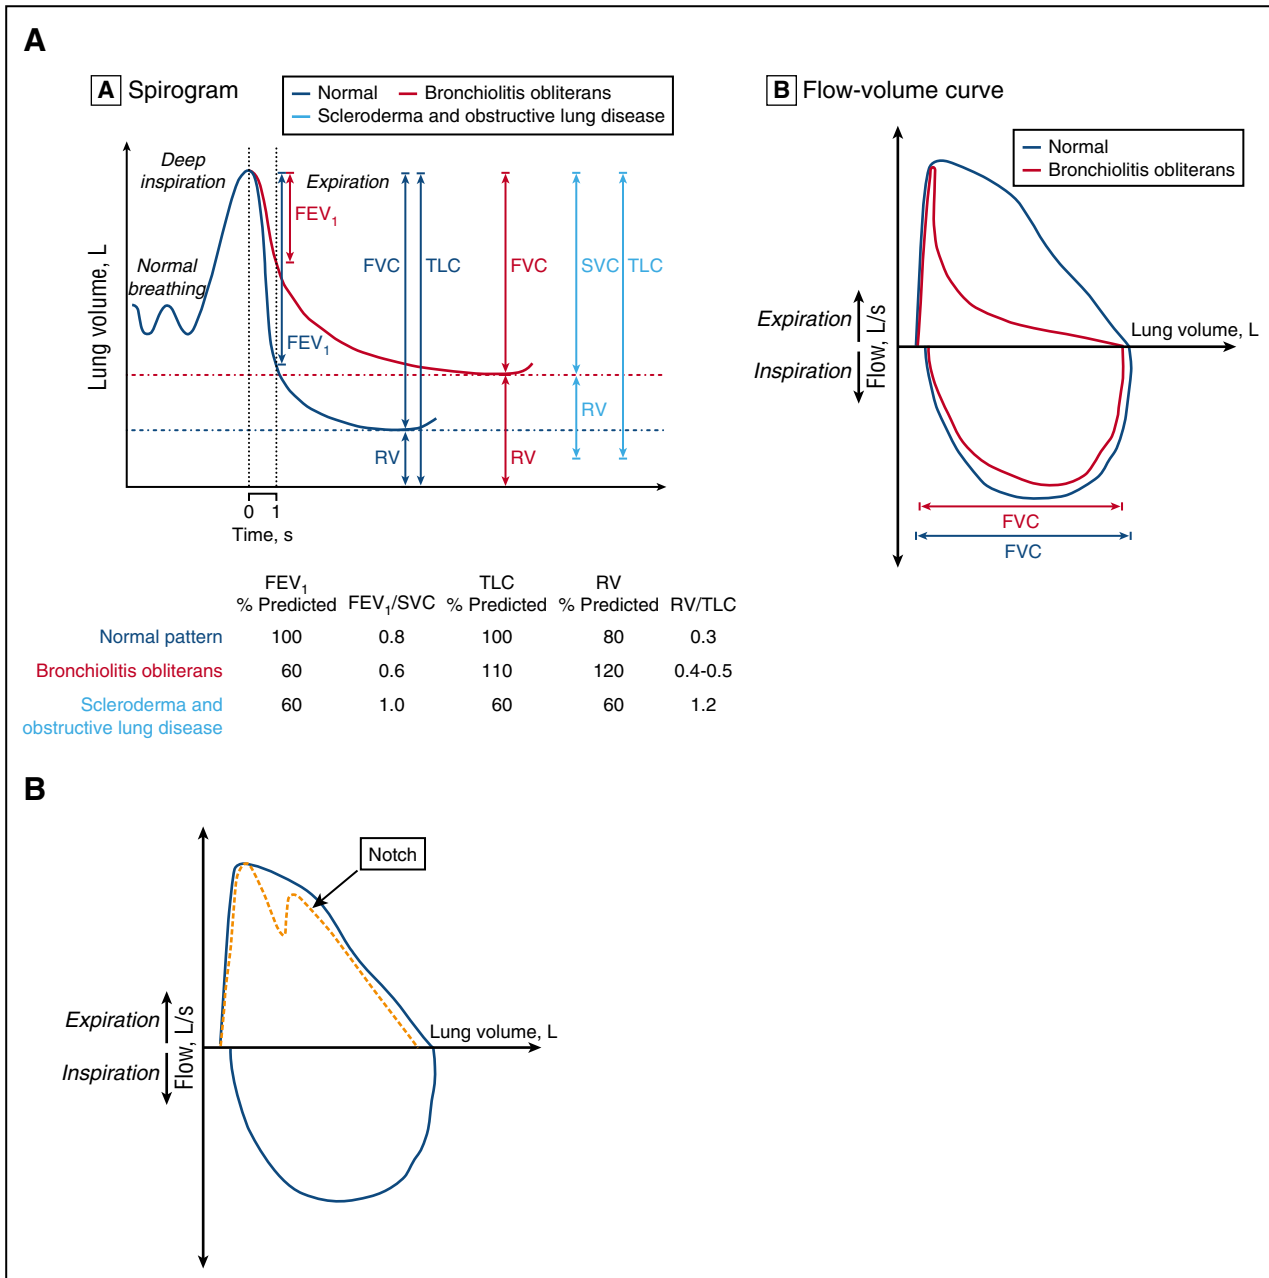 A
A Spirogram
Normal
Bronchiolitis obliterans
Scleroderma and obstructive lung disease
Deep
inspiration
Expiration
Normal
breathing
Lung volume, L
FEV1
FEV1
FVC
TLC
FVC
SVC
TLC
RV
RV
RV
0 1
Time, s
B Flow-volume curve
Normal
Bronchiolitis obliterans
Expiration
Inspiration
Flow, L/s
Lung volume, L
FVC
FVC
FEV1 % Predicted FEV1/SVC TLC % Predicted RV % Predicted RV/TLC
Normal pattern 100 0.8 100 80 0.3
Bronchiolitis obliterans 60 0.6 110 120 0.4-0.5
Scleroderma and 60 1.0 60 60 1.2
obstructive lung disease
B
Notch
Expiration
Inspiration
Flow, L/s
Lung volume, L